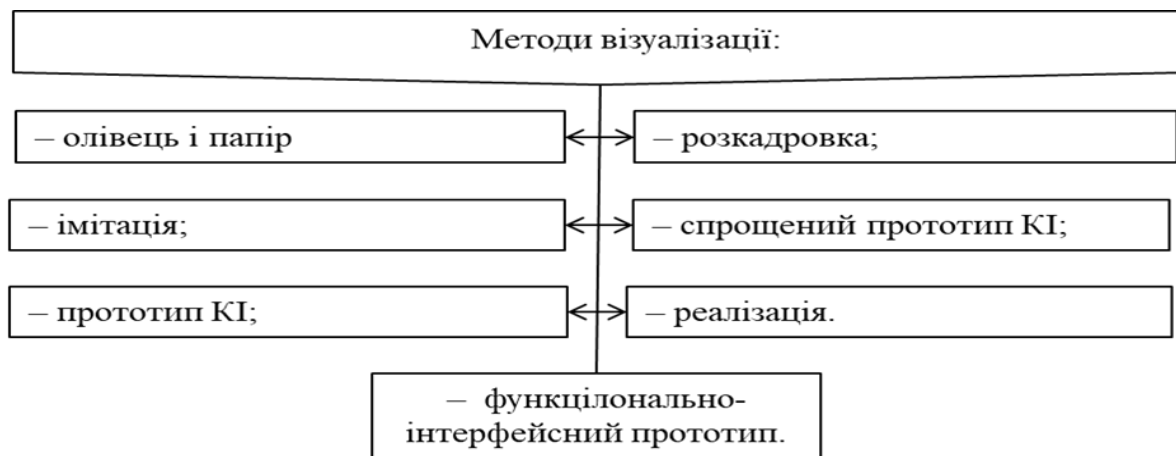 Методи візуалізації:
– олівець і папір
– розкадровка;
– імітація;
– спрощений прототип КІ;
– прототип КІ;
– реалізація.
– функцілонально-
інтерфейсний прототип.